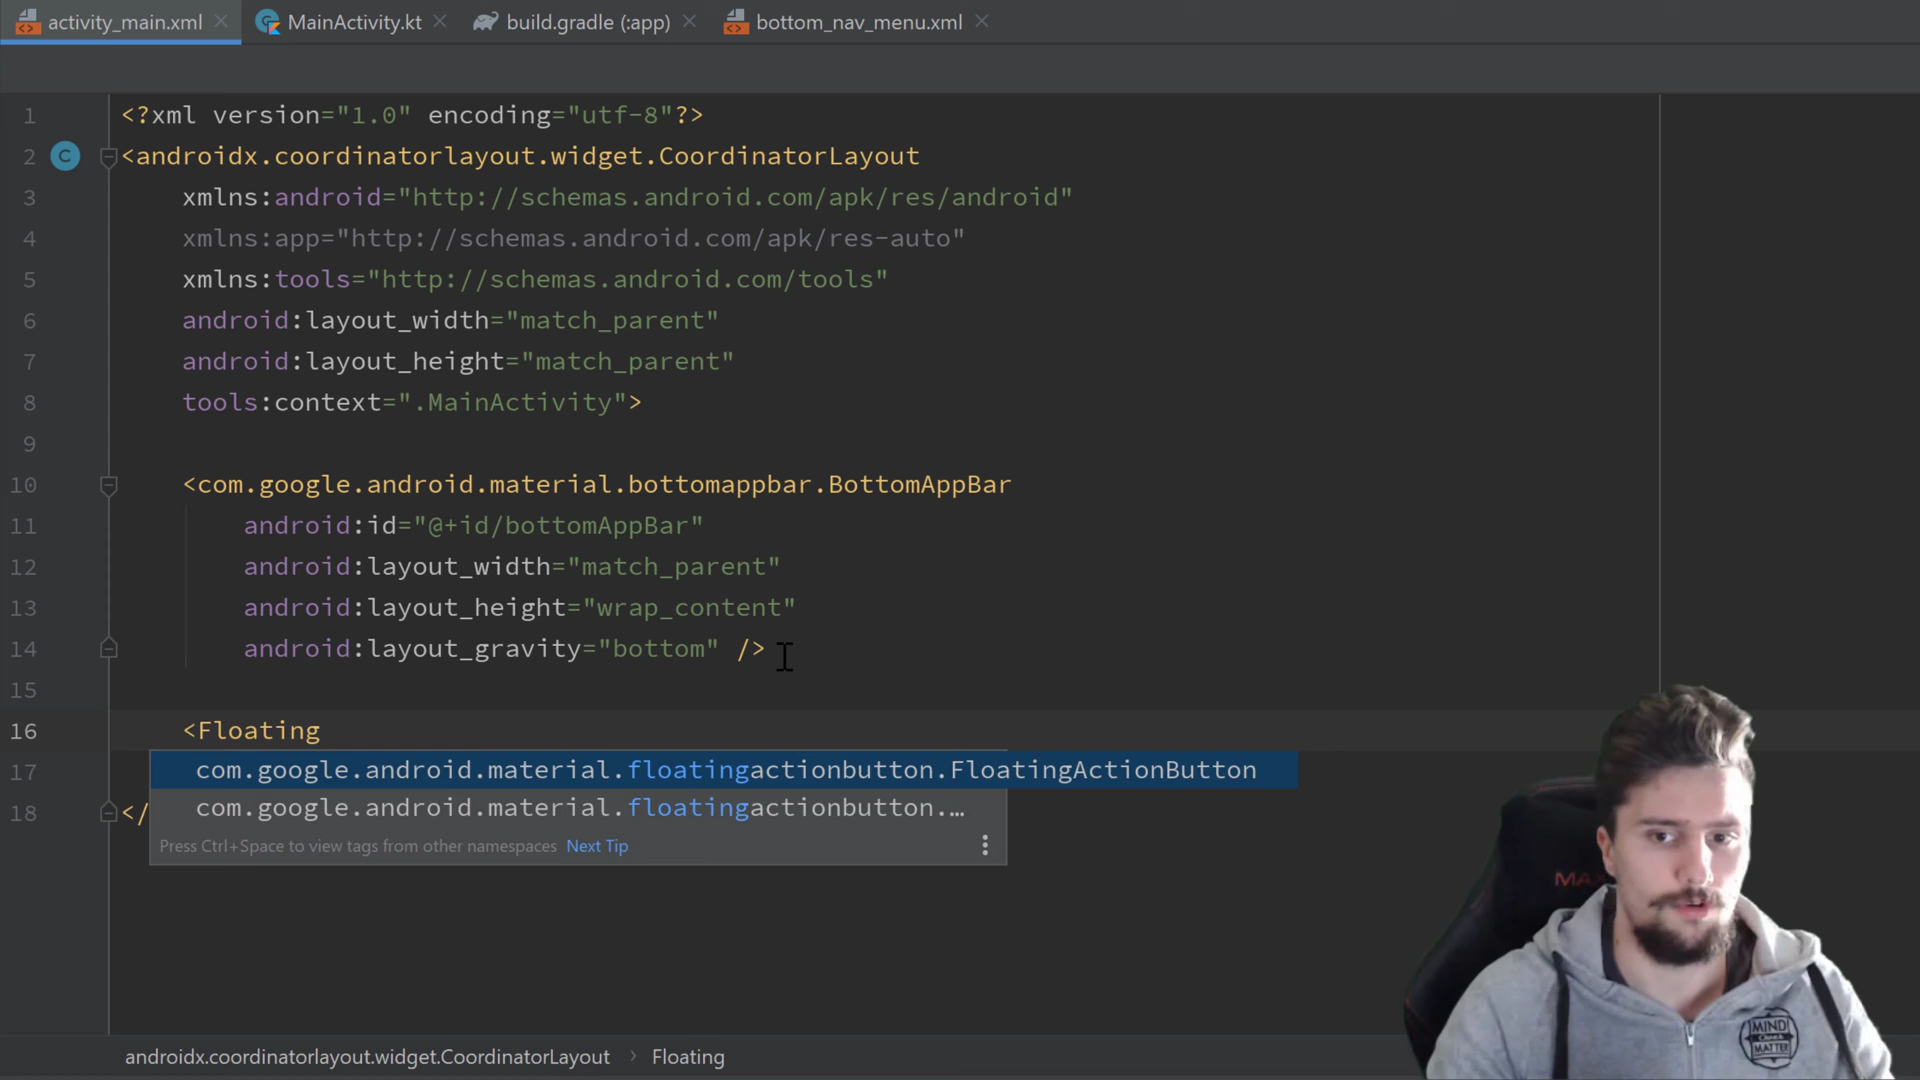 activity_main.xml MainActivity.kt build.gradle (:app) bottom_nav_menu.xml
1 <?xml version="1.0" encoding="utf-8"?>
2 C <androidx.coordinatorlayout.widget.CoordinatorLayout
3 xmlns:android="http://schemas.android.com/apk/res/android"
4 xmlns:app="http://schemas.android.com/apk/res-auto"
5 xmlns:tools="http://schemas.android.com/tools"
6 android:layout_width="match_parent"
7 android:layout_height="match_parent"
8 tools:context=".MainActivity">
9
10 <com.google.android.material.bottomappbar.BottomAppBar
11 android:id="@+id/bottomAppBar"
12 android:layout_width="match_parent"
13 android:layout_height="wrap_content"
14 android:layout_gravity="bottom" />
15
16 <Floating
17 com.google.android.material.floatingactionbutton.FloatingActionButton
18 </ com.google.android.material.floatingactionbutton.…
Press Ctrl+Space to view tags from other namespaces Next Tip
MAX
MIND
MATTER
androidx.coordinatorlayout.widget.CoordinatorLayout › Floating